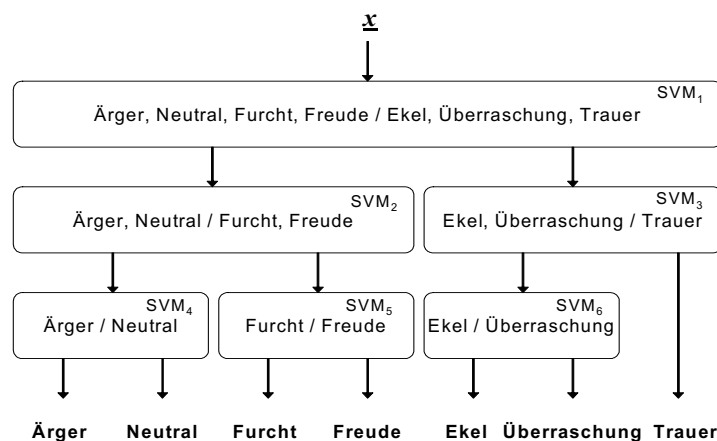 x
SVM₁
Ärger, Neutral, Furcht, Freude / Ekel, Überraschung, Trauer
SVM₂
Ärger, Neutral / Furcht, Freude
SVM₃
Ekel, Überraschung / Trauer
SVM₄
Ärger / Neutral
SVM₅
Furcht / Freude
SVM₆
Ekel / Überraschung
Ärger Neutral Furcht Freude Ekel Überraschung Trauer